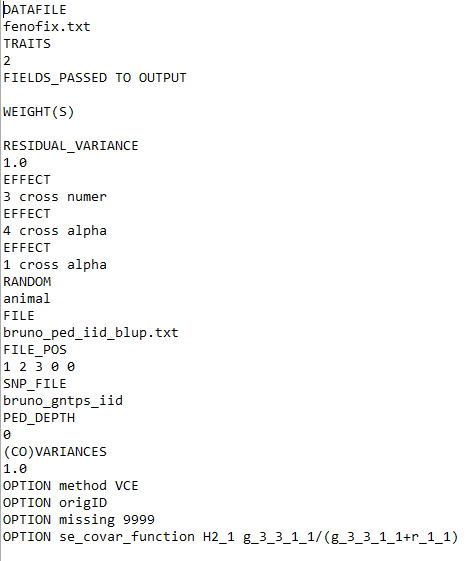 DATAFILE
fenofix.txt
TRAITS
2
FIELDS_PASSED TO OUTPUT
WEIGHT(S)
RESIDUAL_VARIANCE
1.0
EFFECT
3 cross numer
EFFECT
4 cross alpha
EFFECT
1 cross alpha
RANDOM
animal
FILE
bruno_ped_iid_blup.txt
FILE_POS
1 2 3 0 0
SNP_FILE
bruno_gntps_iid
PED_DEPTH
0
(CO)VARIANCES
1.0
OPTION method VCE
OPTION origID
OPTION missing 9999
OPTION se_covar_function H2_1 g_3_3_1_1/(g_3_3_1_1+r_1_1)